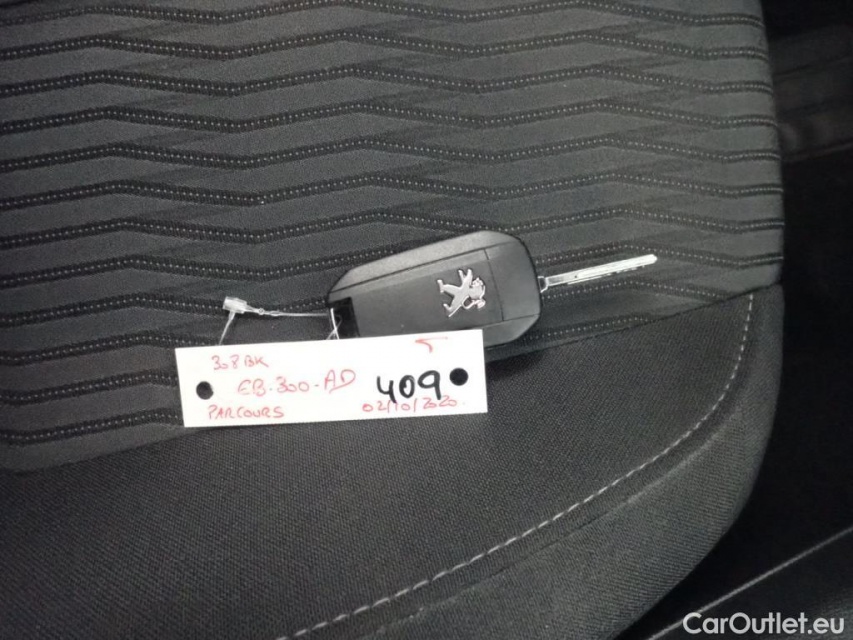 308 BK
EB-300-AD
409
PARCOURS
02/10/2020
CarOutlet.eu